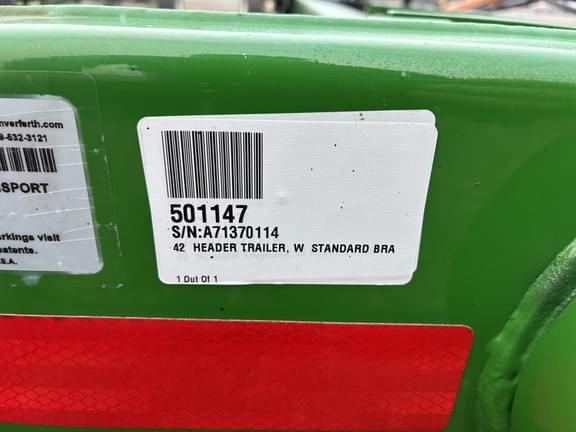 nverferth.com
9-532-3121
SPORT
arkings visit
patents.
.S.A.
501147
S/N:A71370114
42 HEADER TRAILER, W STANDARD BRA
1 Out Of 1